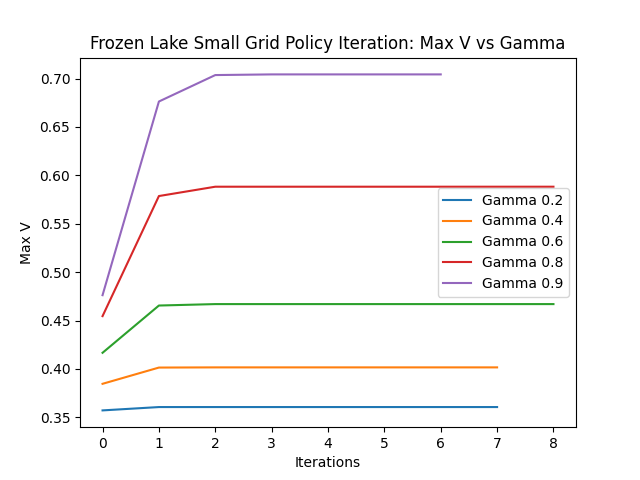 Frozen Lake Small Grid Policy Iteration: Max V vs Gamma
Max V
0.70
0.65
0.60
0.55
0.50
0.45
0.40
0.35
Gamma 0.2
Gamma 0.4
Gamma 0.6
Gamma 0.8
Gamma 0.9
0 1 2 3 4 5 6 7 8
Iterations